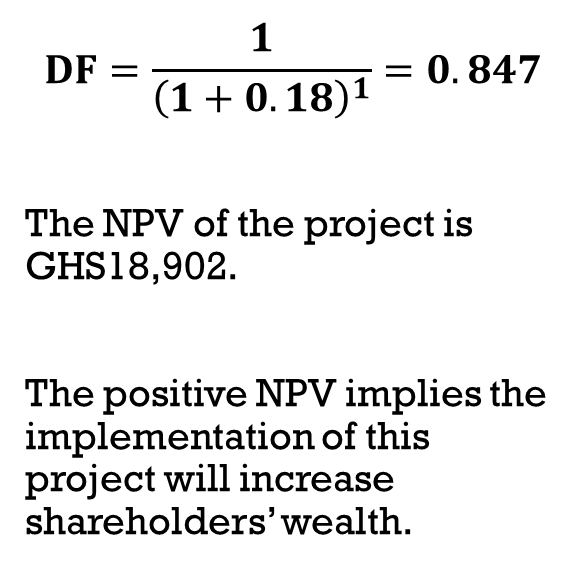 DF = 1/(1 + 0.18)^1 = 0.847
The NPV of the project is
GHS18,902.
The positive NPV implies the
implementation of this
project will increase
shareholders’ wealth.